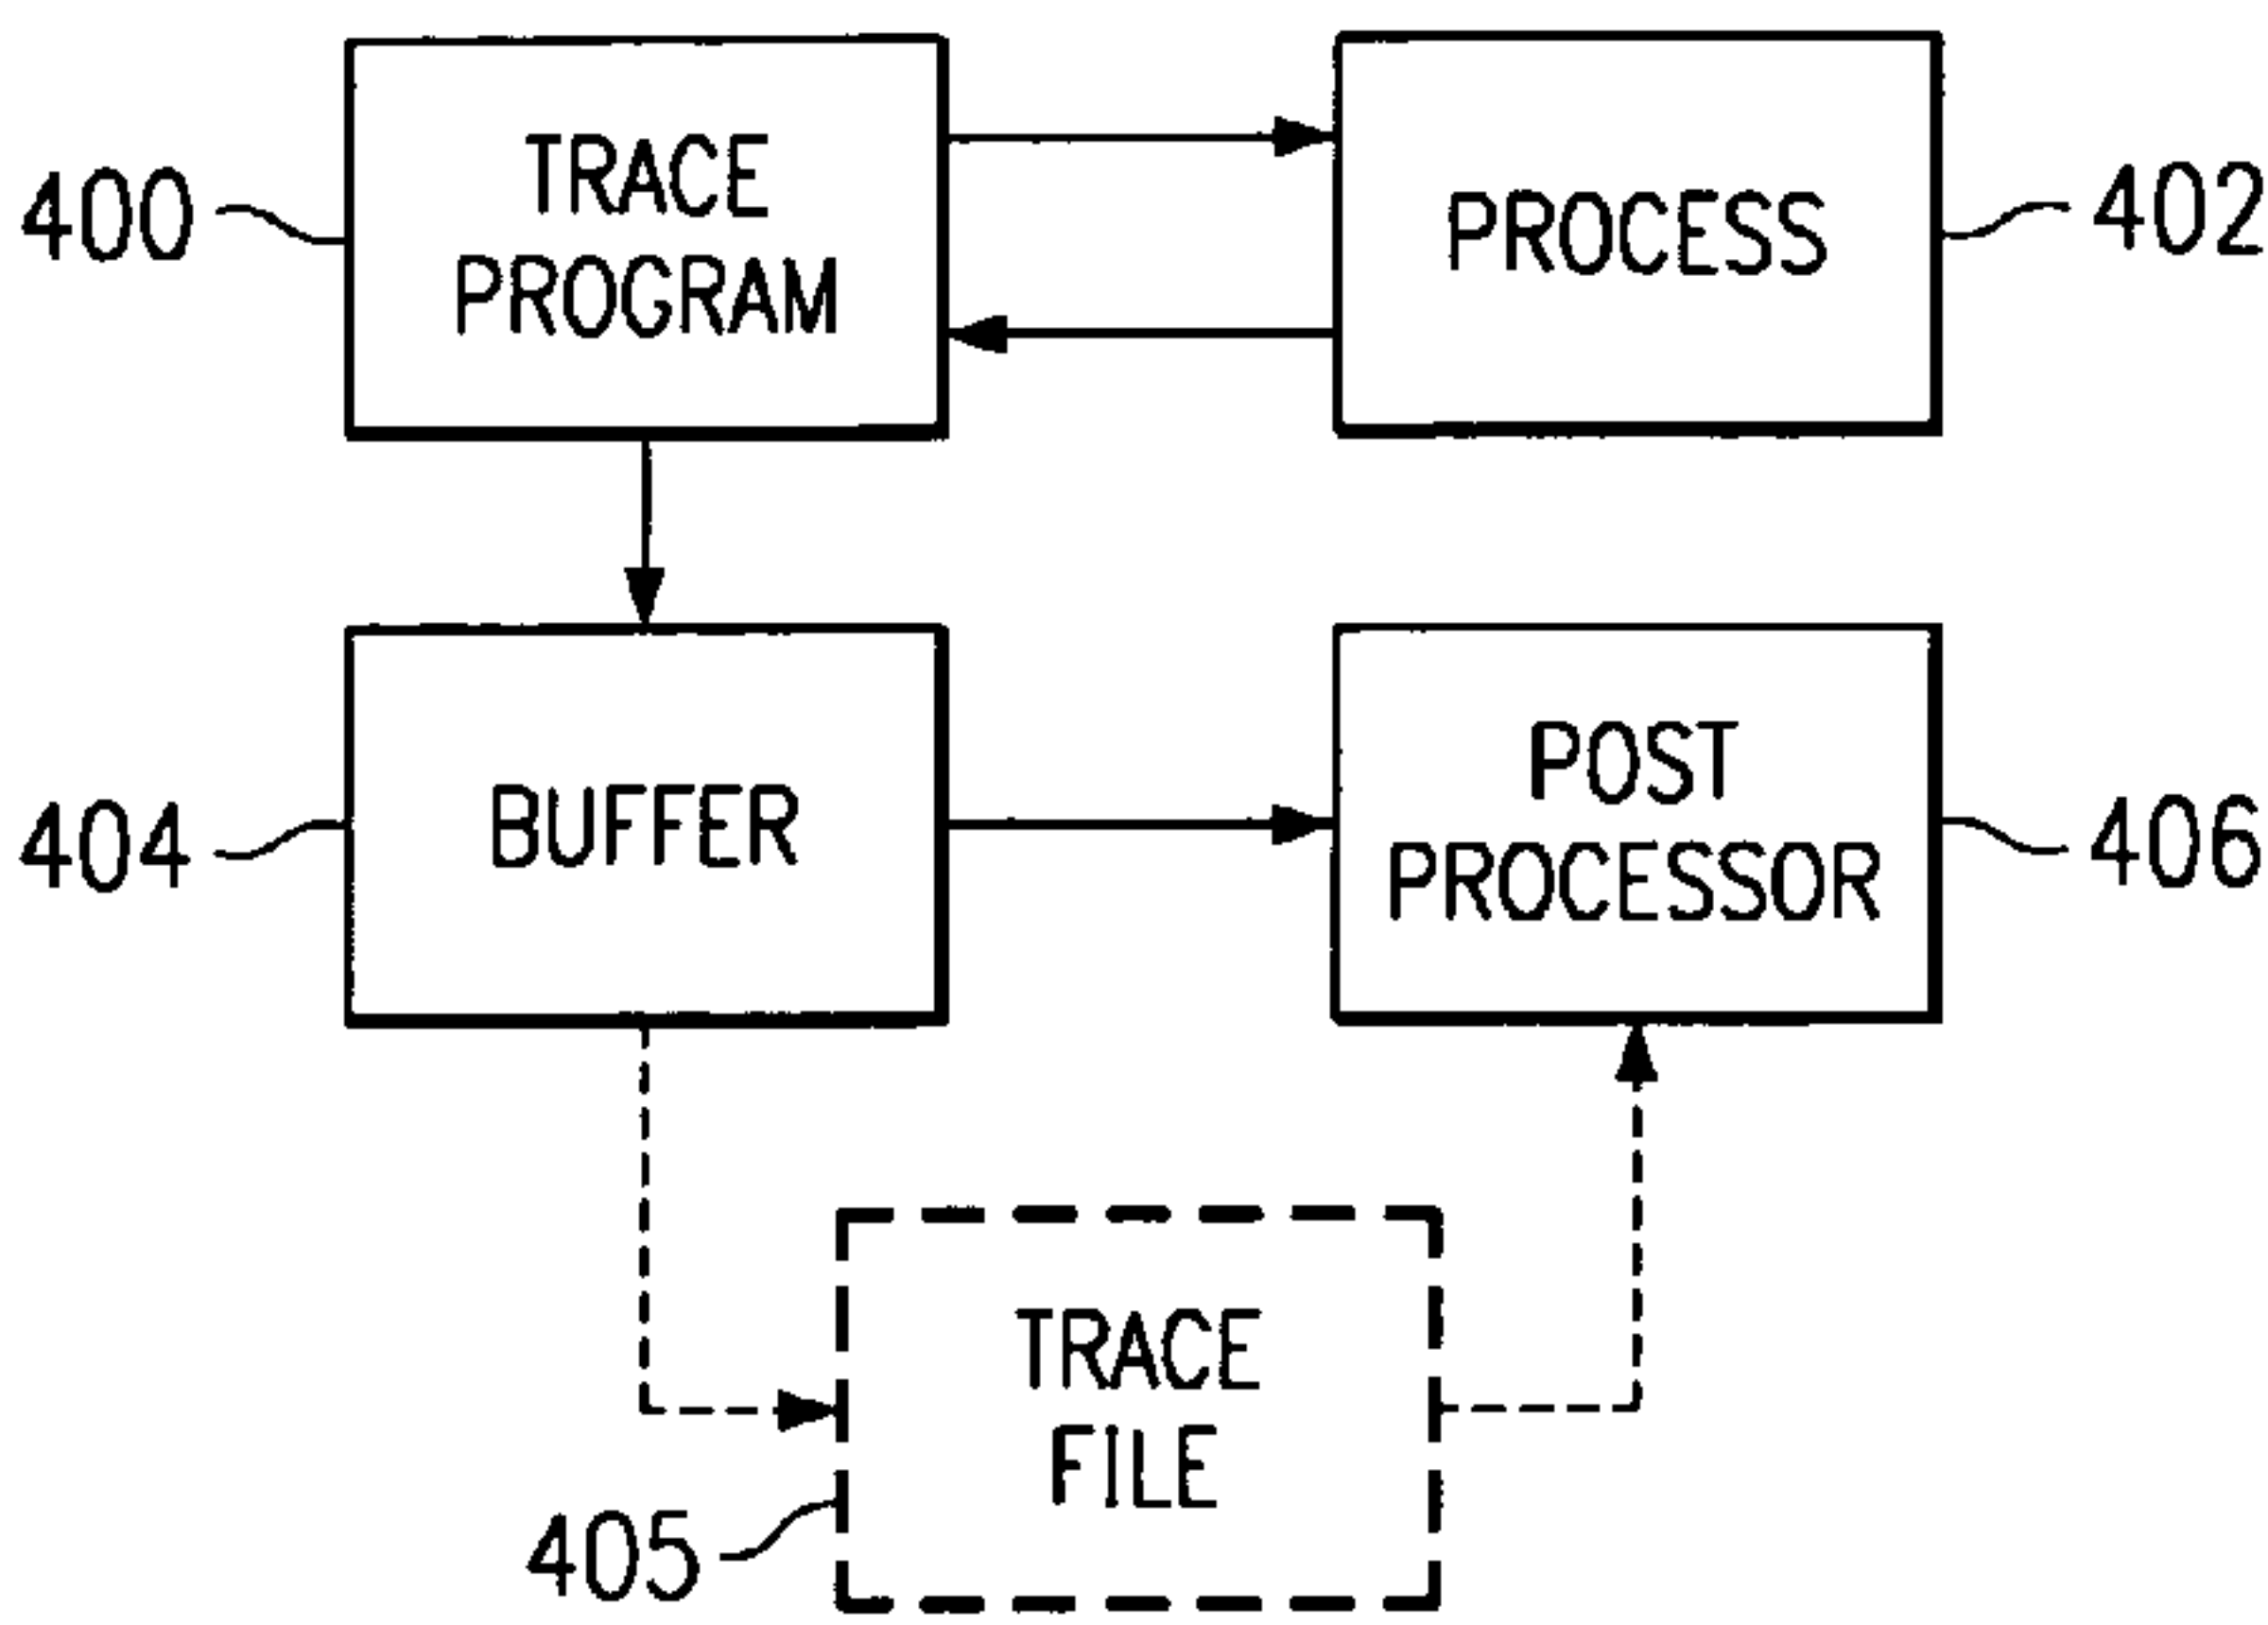 400
TRACE
PROGRAM
PROCESS
402
404
BUFFER
POST
PROCESSOR
406
TRACE
FILE
405